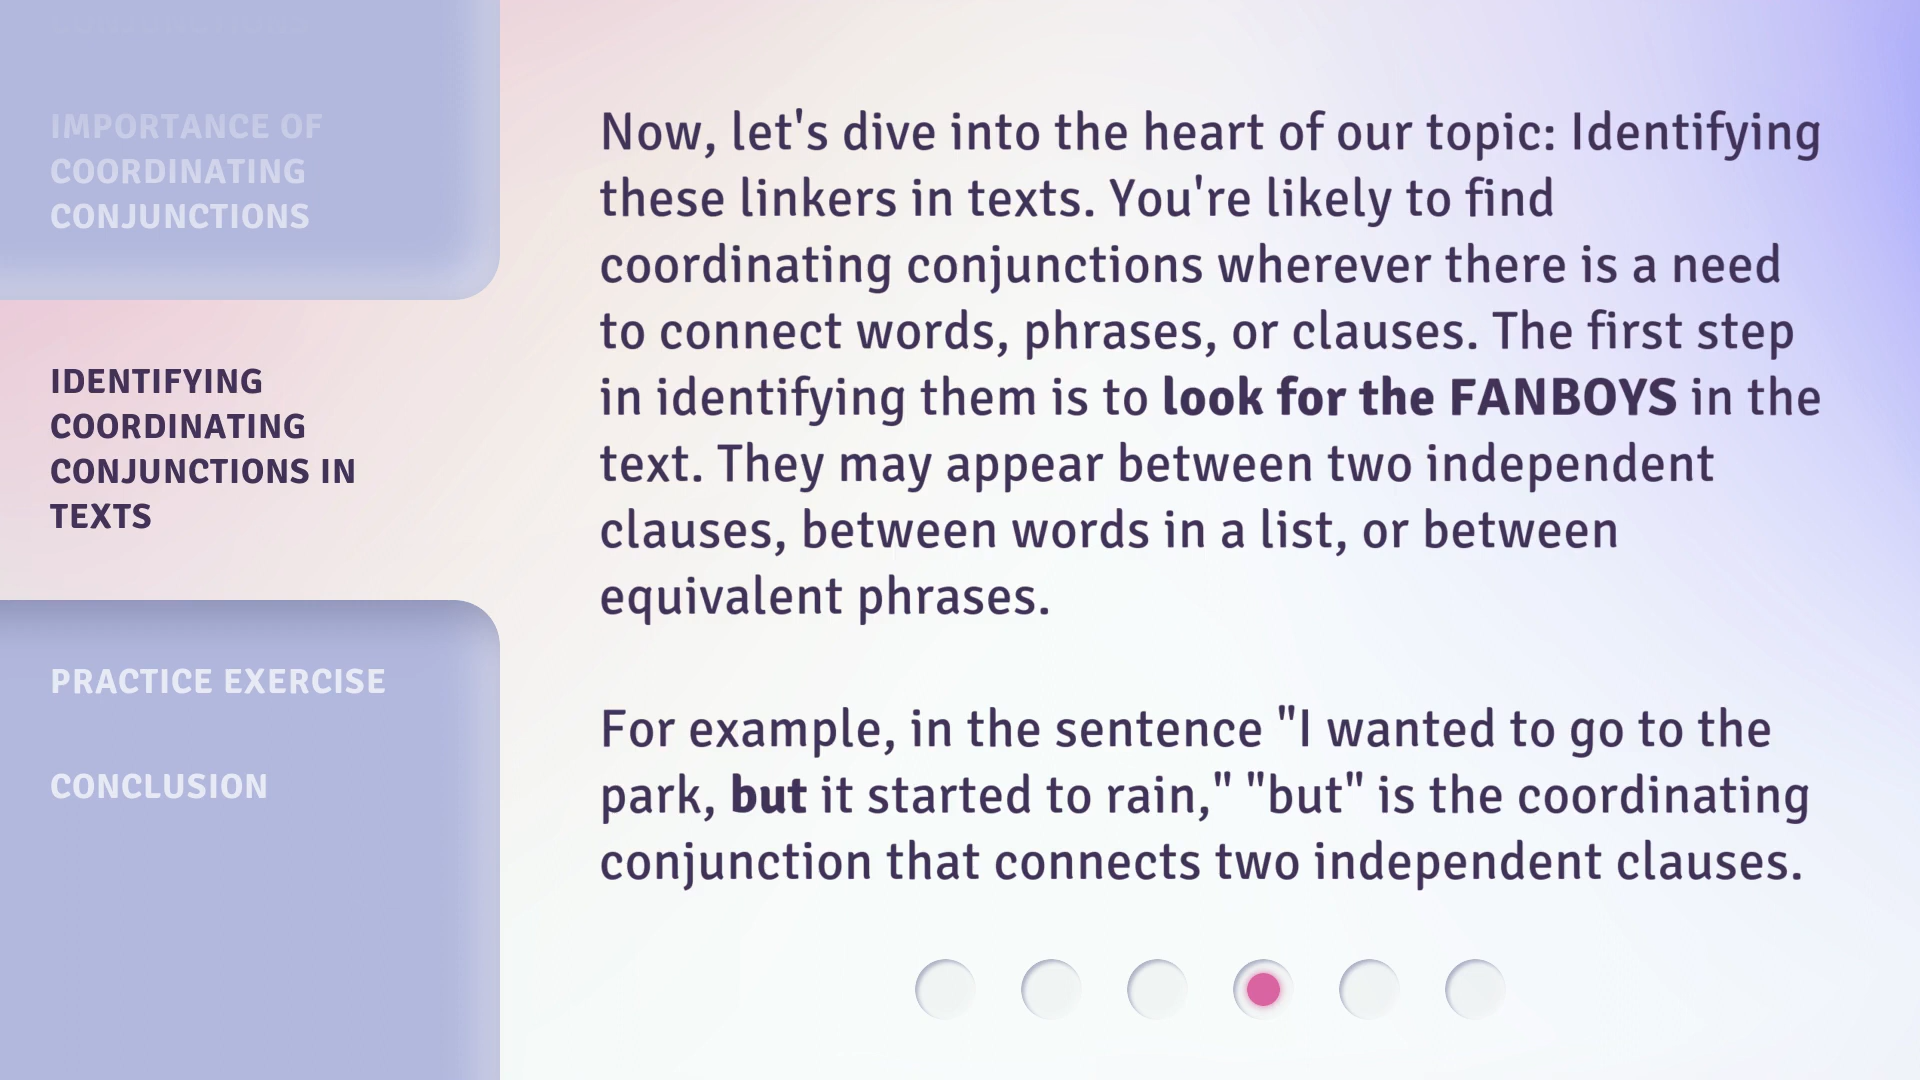 IMPORTANCE OF
COORDINATING
CONJUNCTIONS
IDENTIFYING
COORDINATING
CONJUNCTIONS IN
TEXTS
PRACTICE EXERCISE
CONCLUSION
Now, let's dive into the heart of our topic: Identifying
these linkers in texts. You're likely to find
coordinating conjunctions wherever there is a need
to connect words, phrases, or clauses. The first step
in identifying them is to look for the FANBOYS in the
text. They may appear between two independent
clauses, between words in a list, or between
equivalent phrases.
For example, in the sentence "I wanted to go to the
park, but it started to rain," "but" is the coordinating
conjunction that connects two independent clauses.